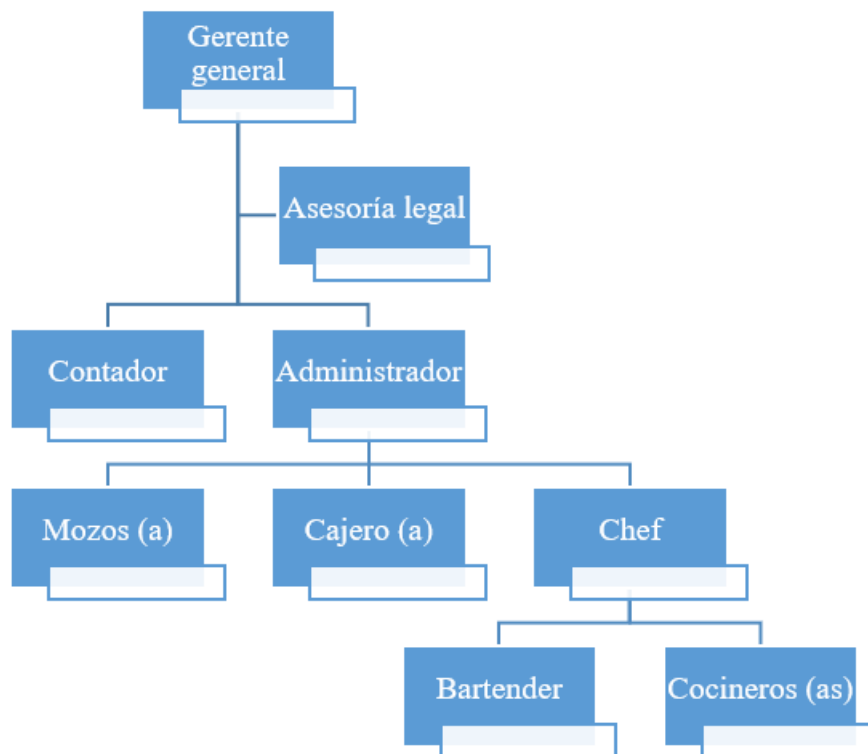 Gerente
general
Asesoría legal
Contador
Administrador
Mozos (a)
Cajero (a)
Chef
Bartender
Cocineros (as)